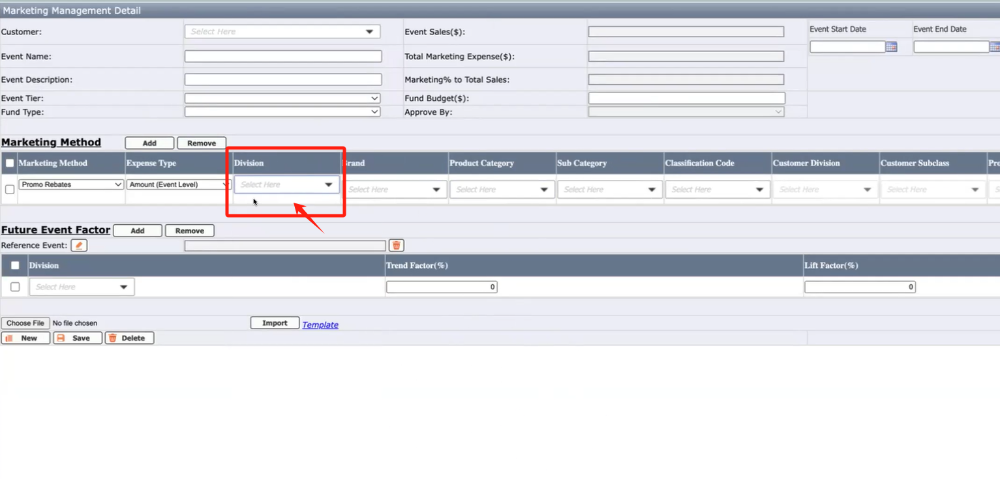 Marketing Management Detail
Customer: Select Here Event Sales($): Event Start Date Event End Date
Event Name: Total Marketing Expense($):
Event Description: Marketing% to Total Sales:
Event Tier: Fund Budget($):
Fund Type: Approve By:
Marketing Method Add Remove
Marketing Method Expense Type Division Brand Product Category Sub Category Classification Code Customer Division Customer Subclass
Promo Rebates Amount (Event Level) Select Here Select Here Select Here Select Here Select Here Select Here Select Here
Future Event Factor Add Remove
Reference Event:
Division Trend Factor(%) Lift Factor(%)
Select Here 0 0
Choose File No file chosen Import Template
New Save Delete